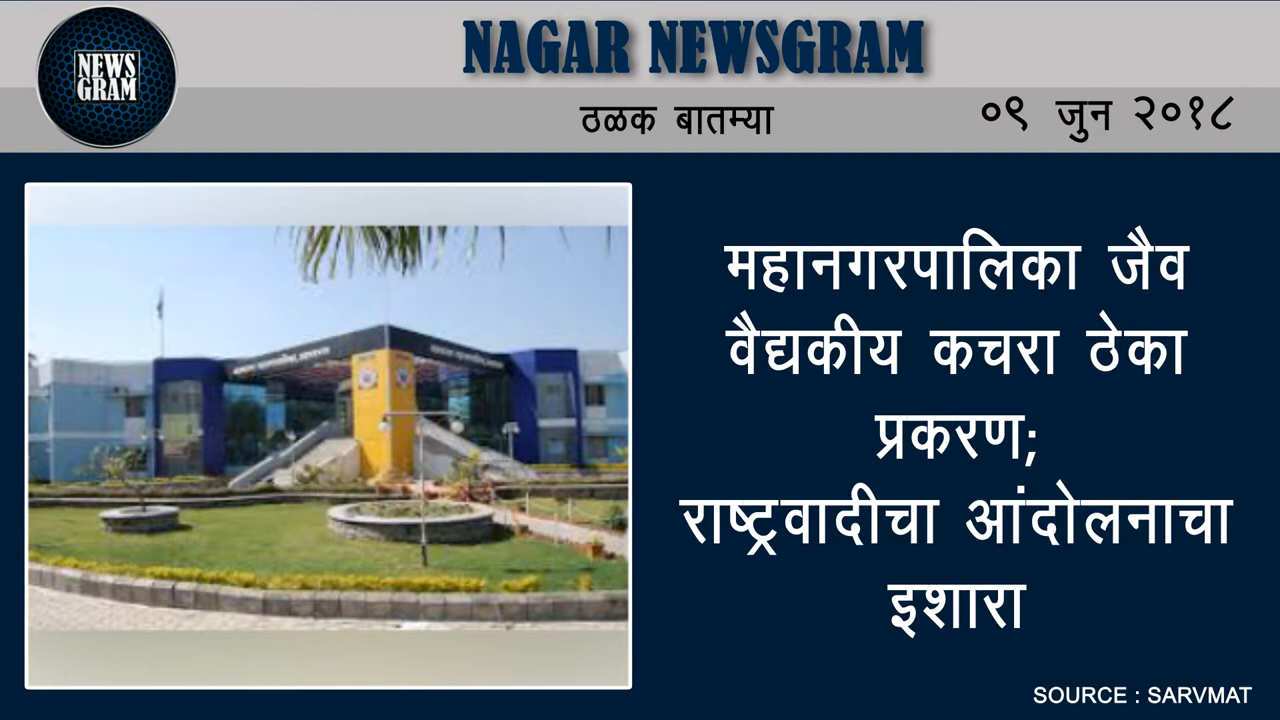 NEWS
GRAM
NAGAR NEWSGRAM
ठळक बातम्या
०९ जुन २०१८
महानगरपालिका जैव
वैद्यकीय कचरा ठेका
प्रकरण;
राष्ट्रवादीचा आंदोलनाचा
इशारा
SOURCE : SARVMAT